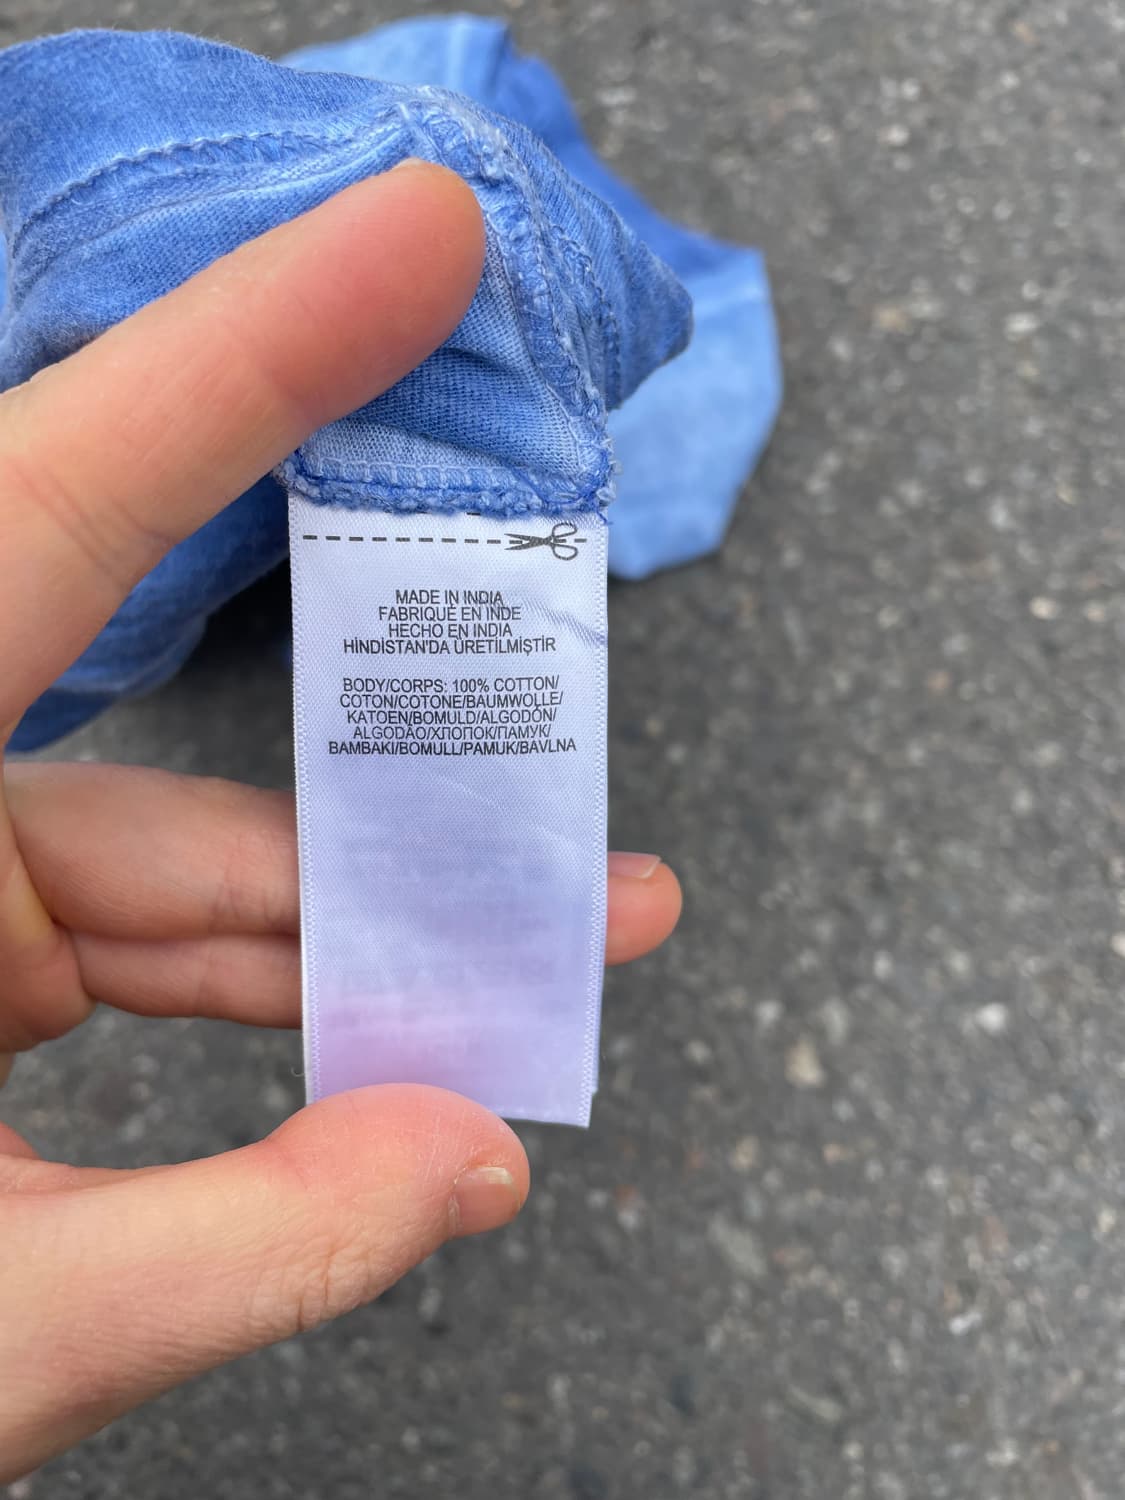 MADE IN INDIA
FABRIQUÉ EN INDE
HECHO EN INDIA
HİNDİSTAN'DA ÜRETİLMİŞTİR
BODY/CORPS: 100% COTTON/
COTON/COTONE/BAUMWOLLE/
KATOEN/BOMULD/ALGODÓN/
ALGODÃO/ХЛОПОК/ПАМУК/
BAMBAKI/BOMULL/PAMUK/BAVLNA